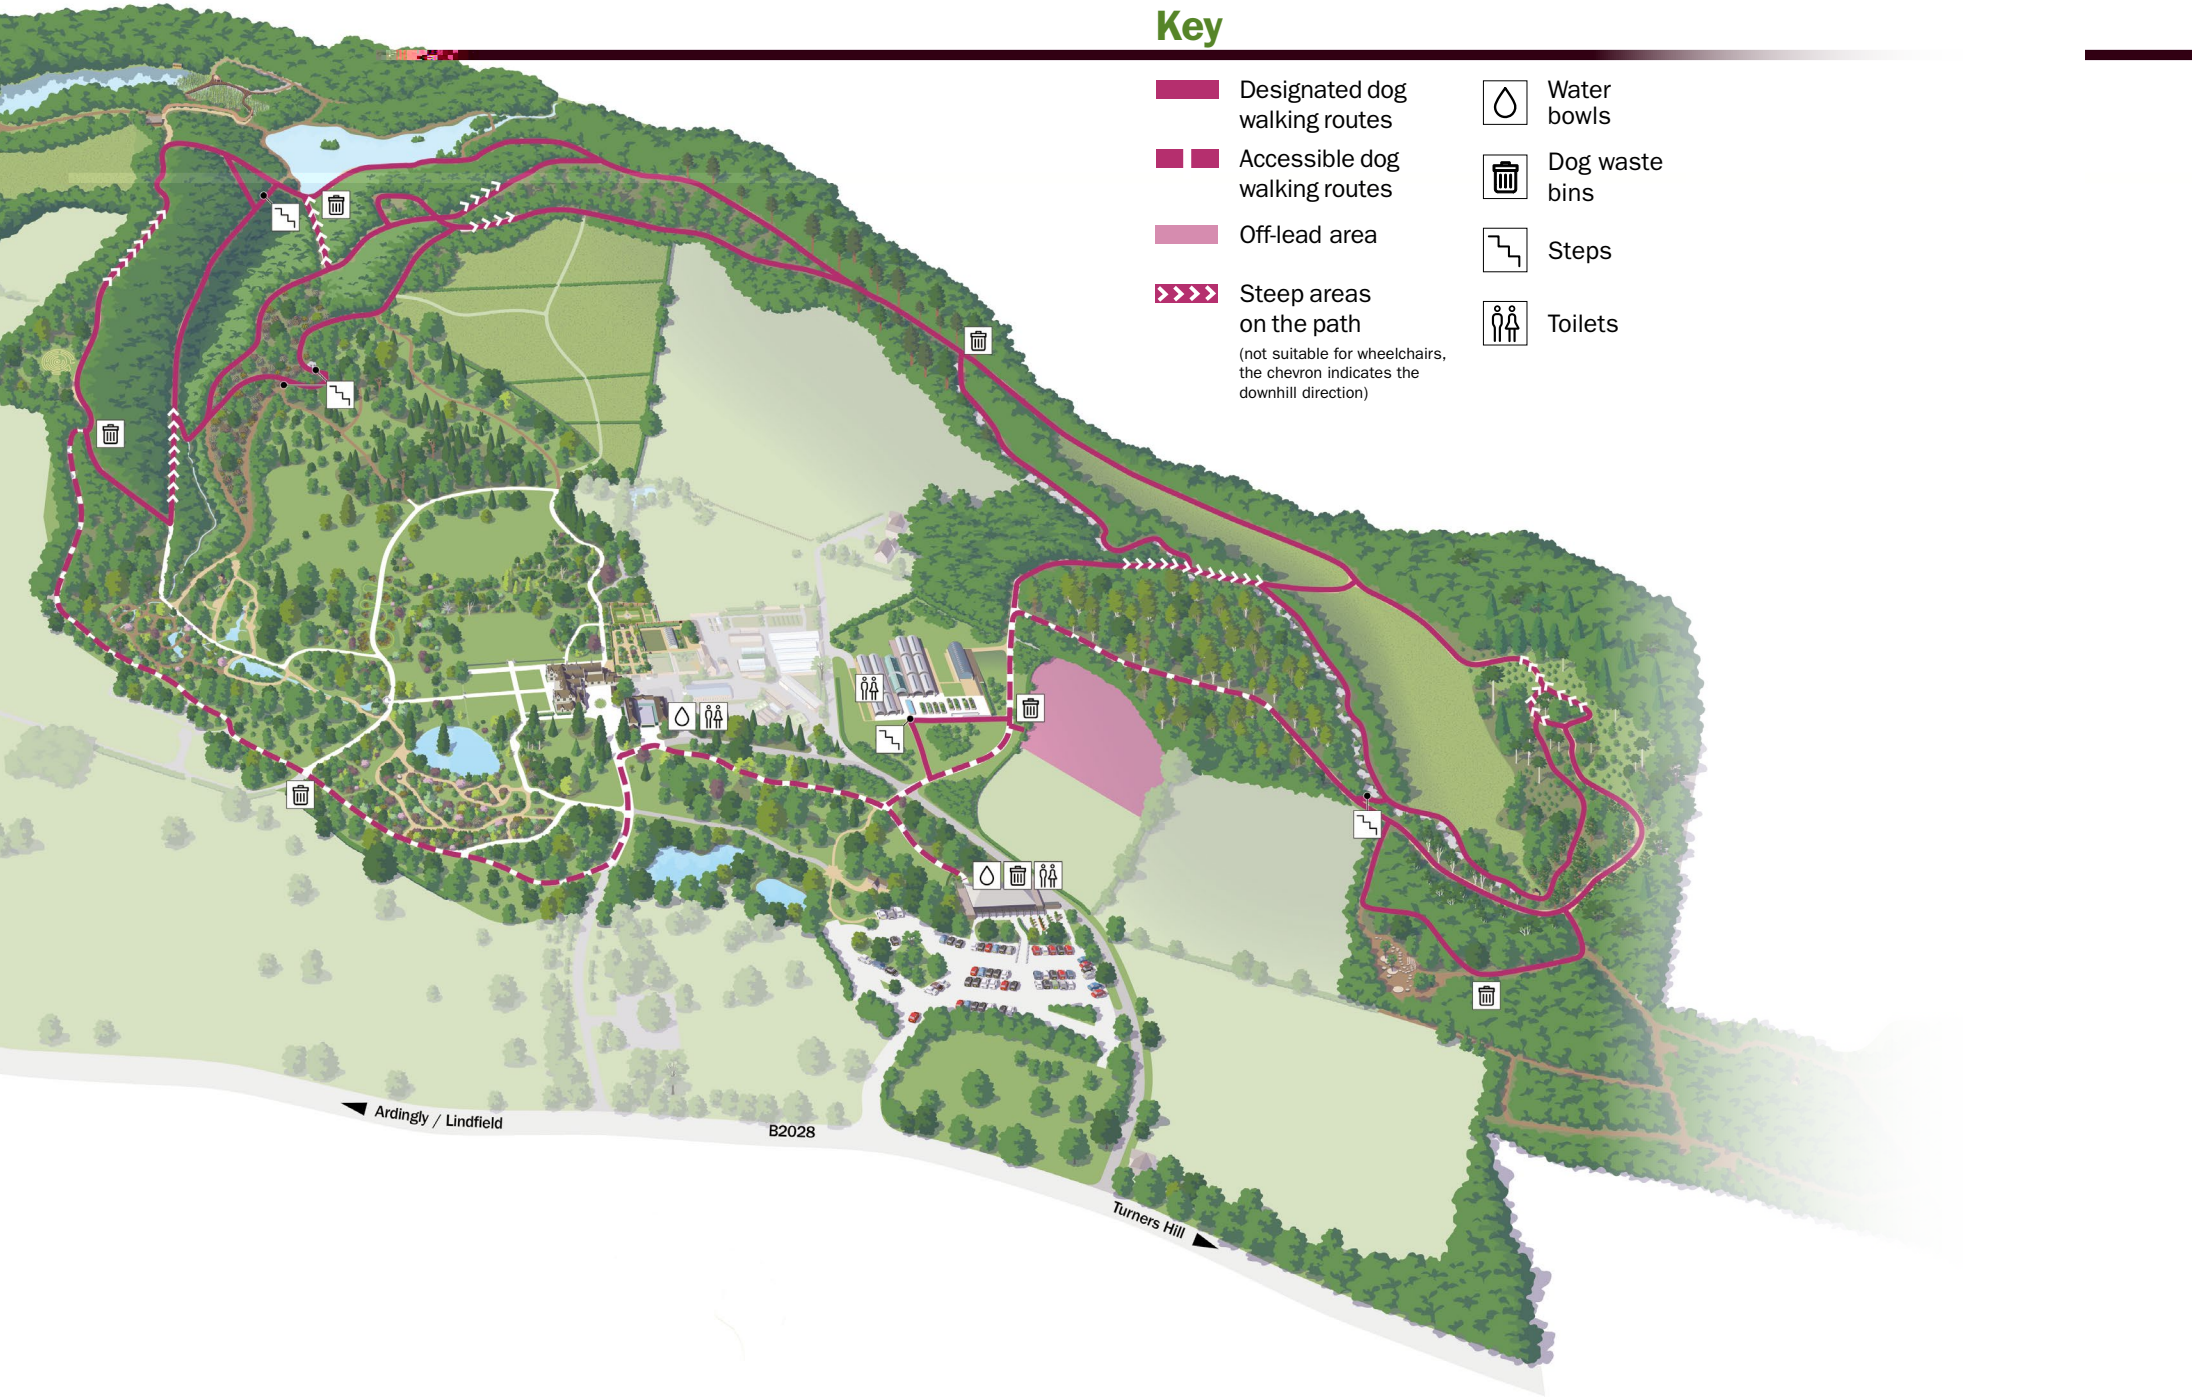 Key
Designated dog
walking routes
Accessible dog
walking routes
Off-lead area
Steep areas
on the path
(not suitable for wheelchairs,
the chevron indicates the
downhill direction)
Water
bowls
Dog waste
bins
Steps
Toilets
Ardingly / Lindfield
B2028
Turners Hill